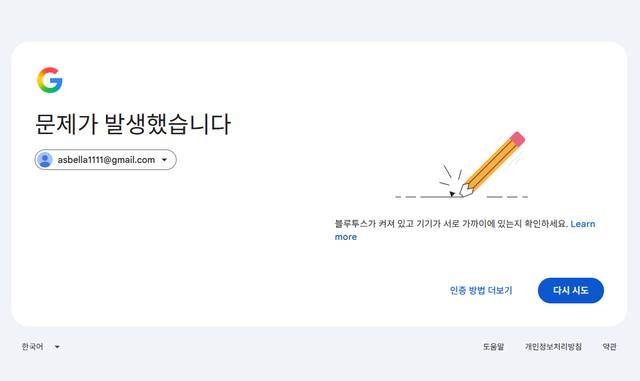 문제가 발생했습니다
asbella1111@gmail.com
블루투스가 켜져 있고 기기가 서로 가까이에 있는지 확인하세요. Learn
more
인증 방법 더보기
다시 시도
한국어
도움말
개인정보처리방침
약관